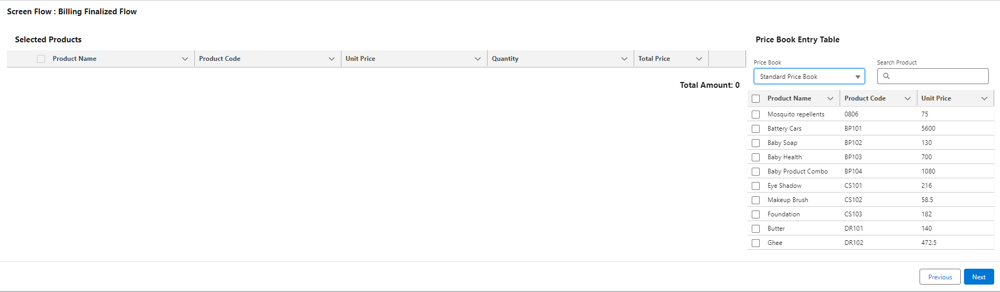 Screen Flow : Billing Finalized Flow
Selected Products
Product Name Product Code Unit Price Quantity Total Price
Total Amount: 0
Price Book Entry Table
Price Book Search Product
Standard Price Book
Product Name Product Code Unit Price
Mosquito repellents 0806 75
Battery Cars BP101 5600
Baby Soap BP102 130
Baby Health BP103 700
Baby Product Combo BP104 1080
Eye Shadow CS101 216
Makeup Brush CS102 58.5
Foundation CS103 182
Butter DR101 140
Ghee DR102 472.5
Previous Next